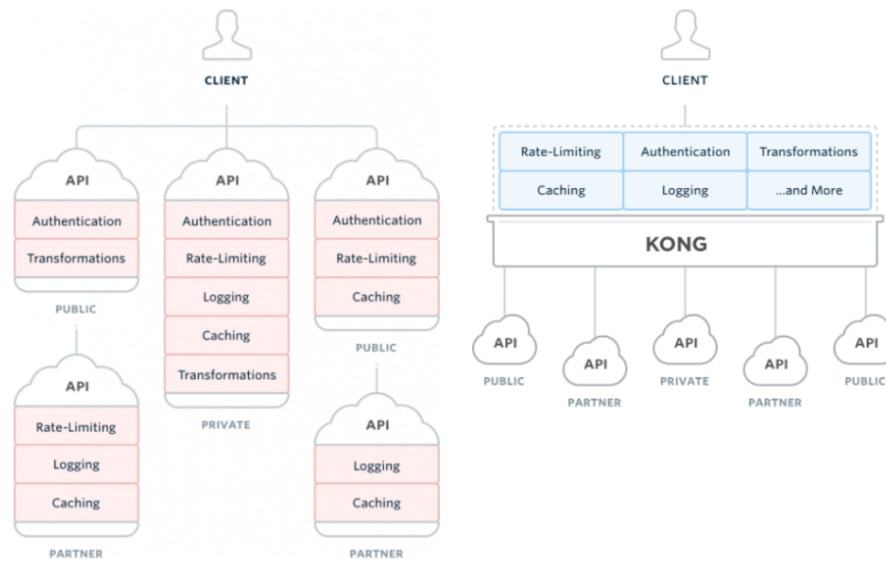 CLIENT
API
Authentication
Transformations
PUBLIC
API
Rate-Limiting
Logging
Caching
PARTNER
API
Authentication
Rate-Limiting
Logging
Caching
Transformations
PRIVATE
API
Authentication
Rate-Limiting
Caching
PUBLIC
API
Logging
Caching
PARTNER
CLIENT
Rate-Limiting Authentication Transformations
Caching Logging ...and More
KONG
API
PUBLIC
API
PARTNER
API
PRIVATE
API
PARTNER
API
PUBLIC